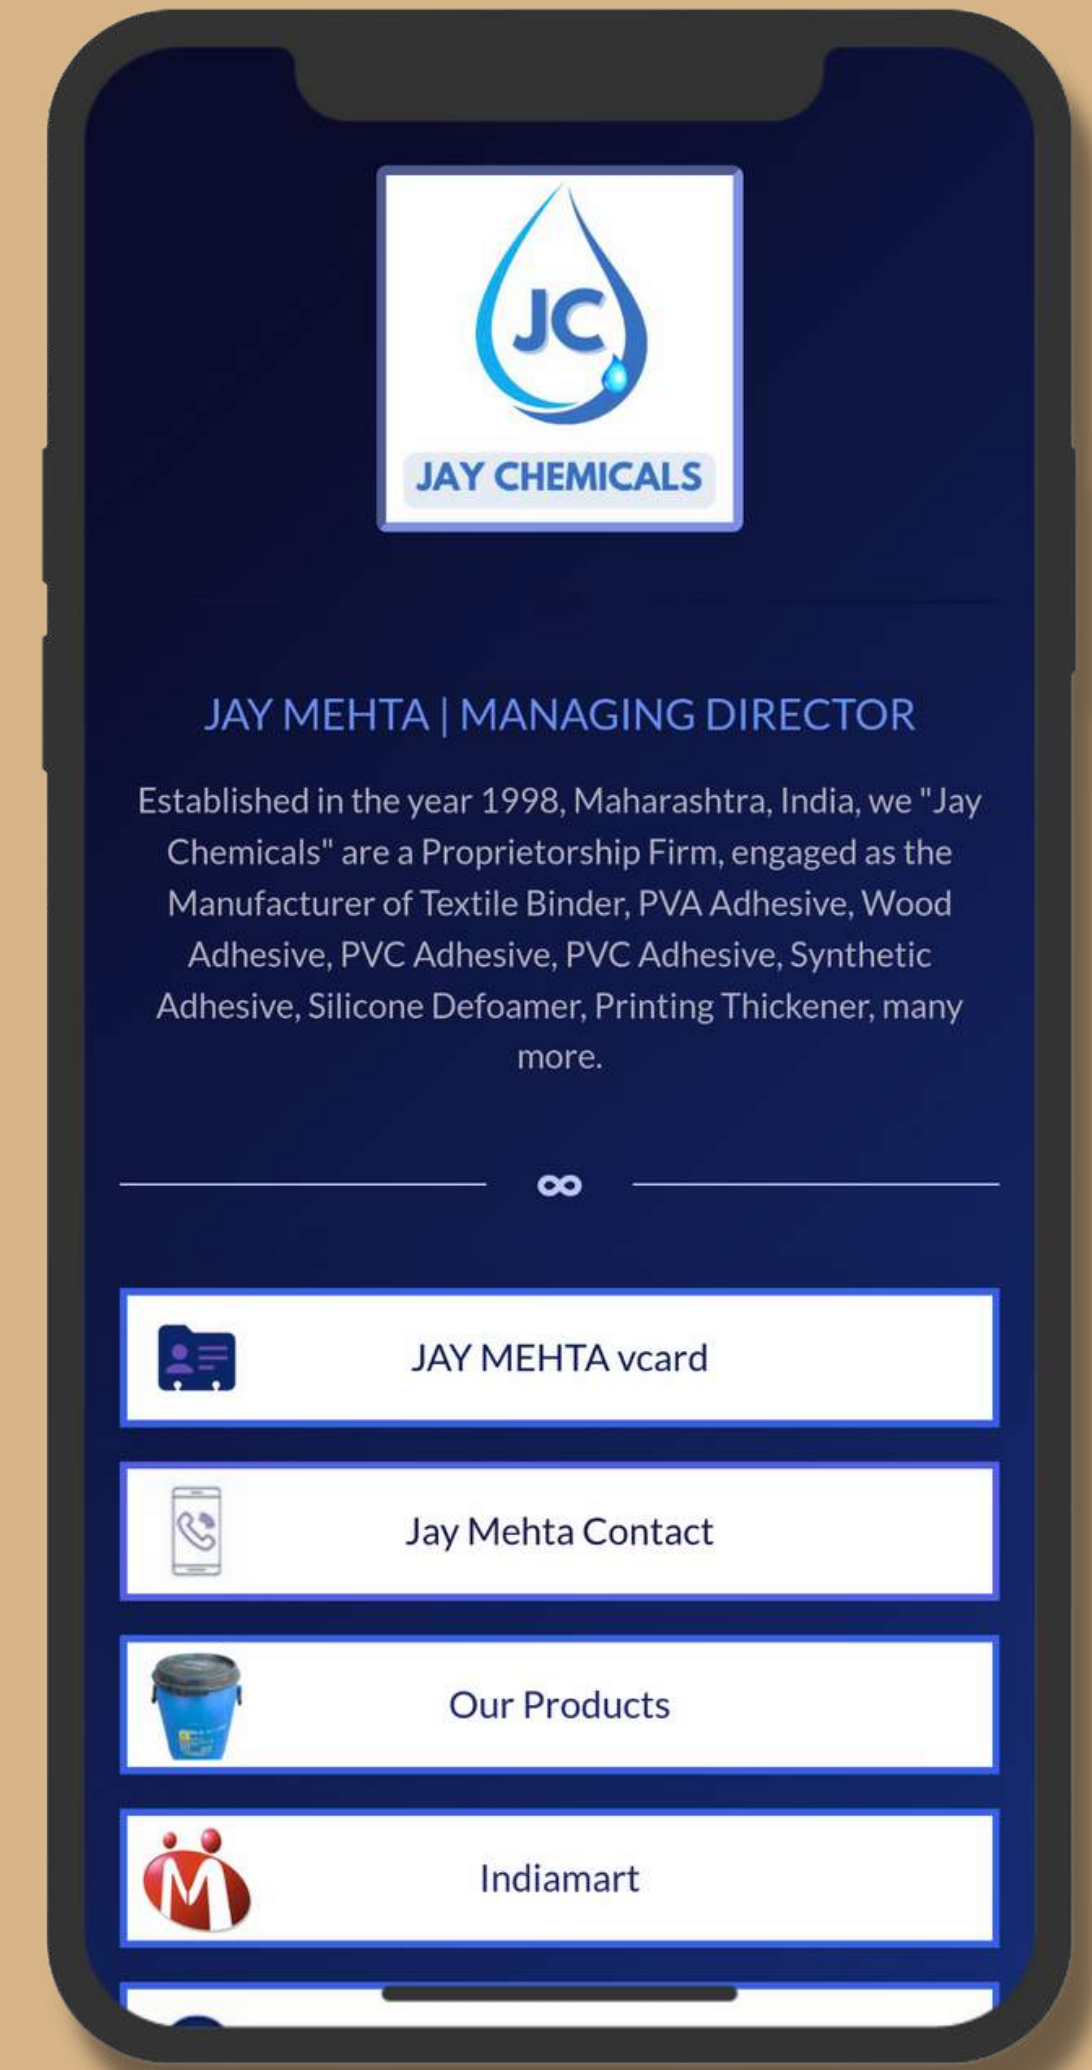 JC
JAY CHEMICALS
JAY MEHTA | MANAGING DIRECTOR
Established in the year 1998, Maharashtra, India, we "Jay
Chemicals" are a Proprietorship Firm, engaged as the
Manufacturer of Textile Binder, PVA Adhesive, Wood
Adhesive, PVC Adhesive, PVC Adhesive, Synthetic
Adhesive, Silicone Defoamer, Printing Thickener, many
more.
JAY MEHTA vcard
Jay Mehta Contact
Our Products
Indiamart